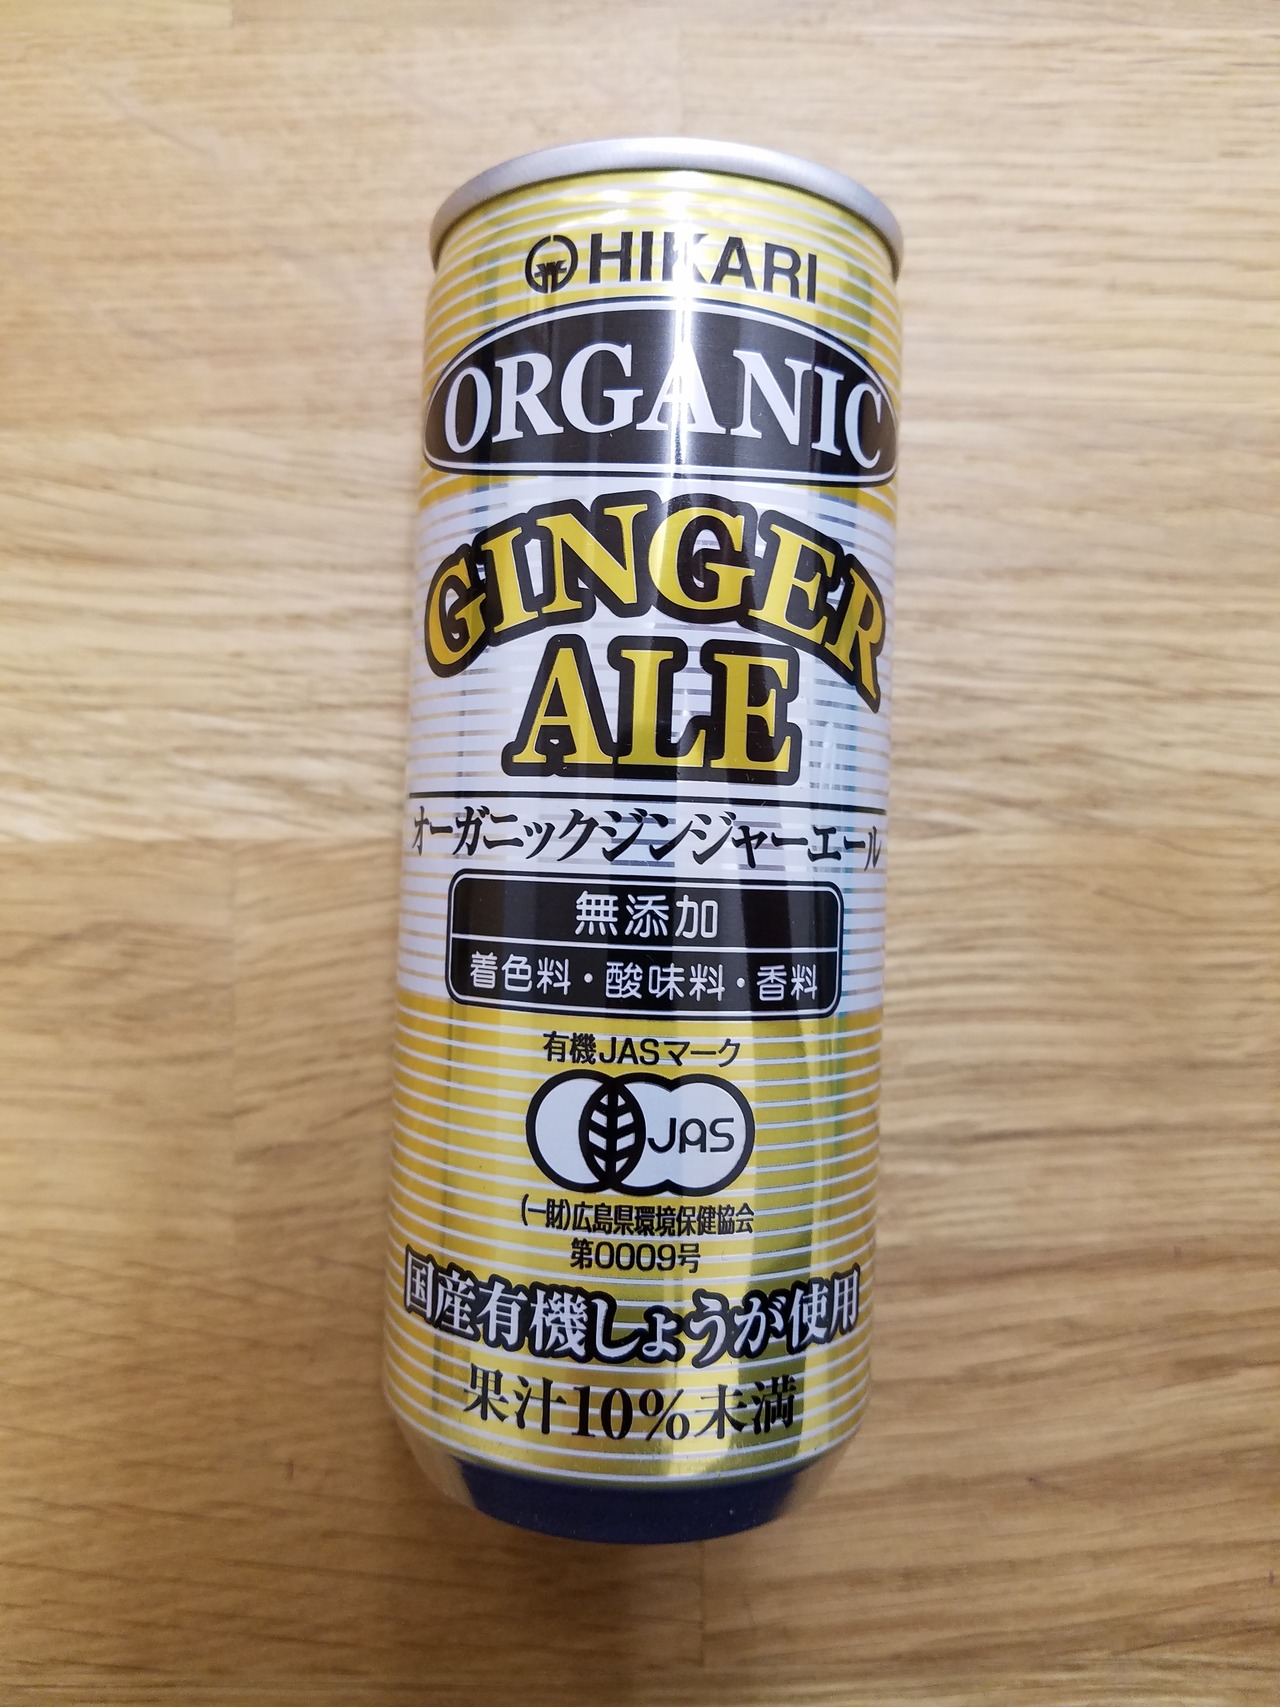 HIKARI
ORGANIC
GINGER
ALE
オーガニックジンジャーエール
無添加
着色料・酸味料・香料
有機JASマーク
JAS
(一財)広島県環境保健協会
第0009号
国産有機しょうが使用
果汁10%未満